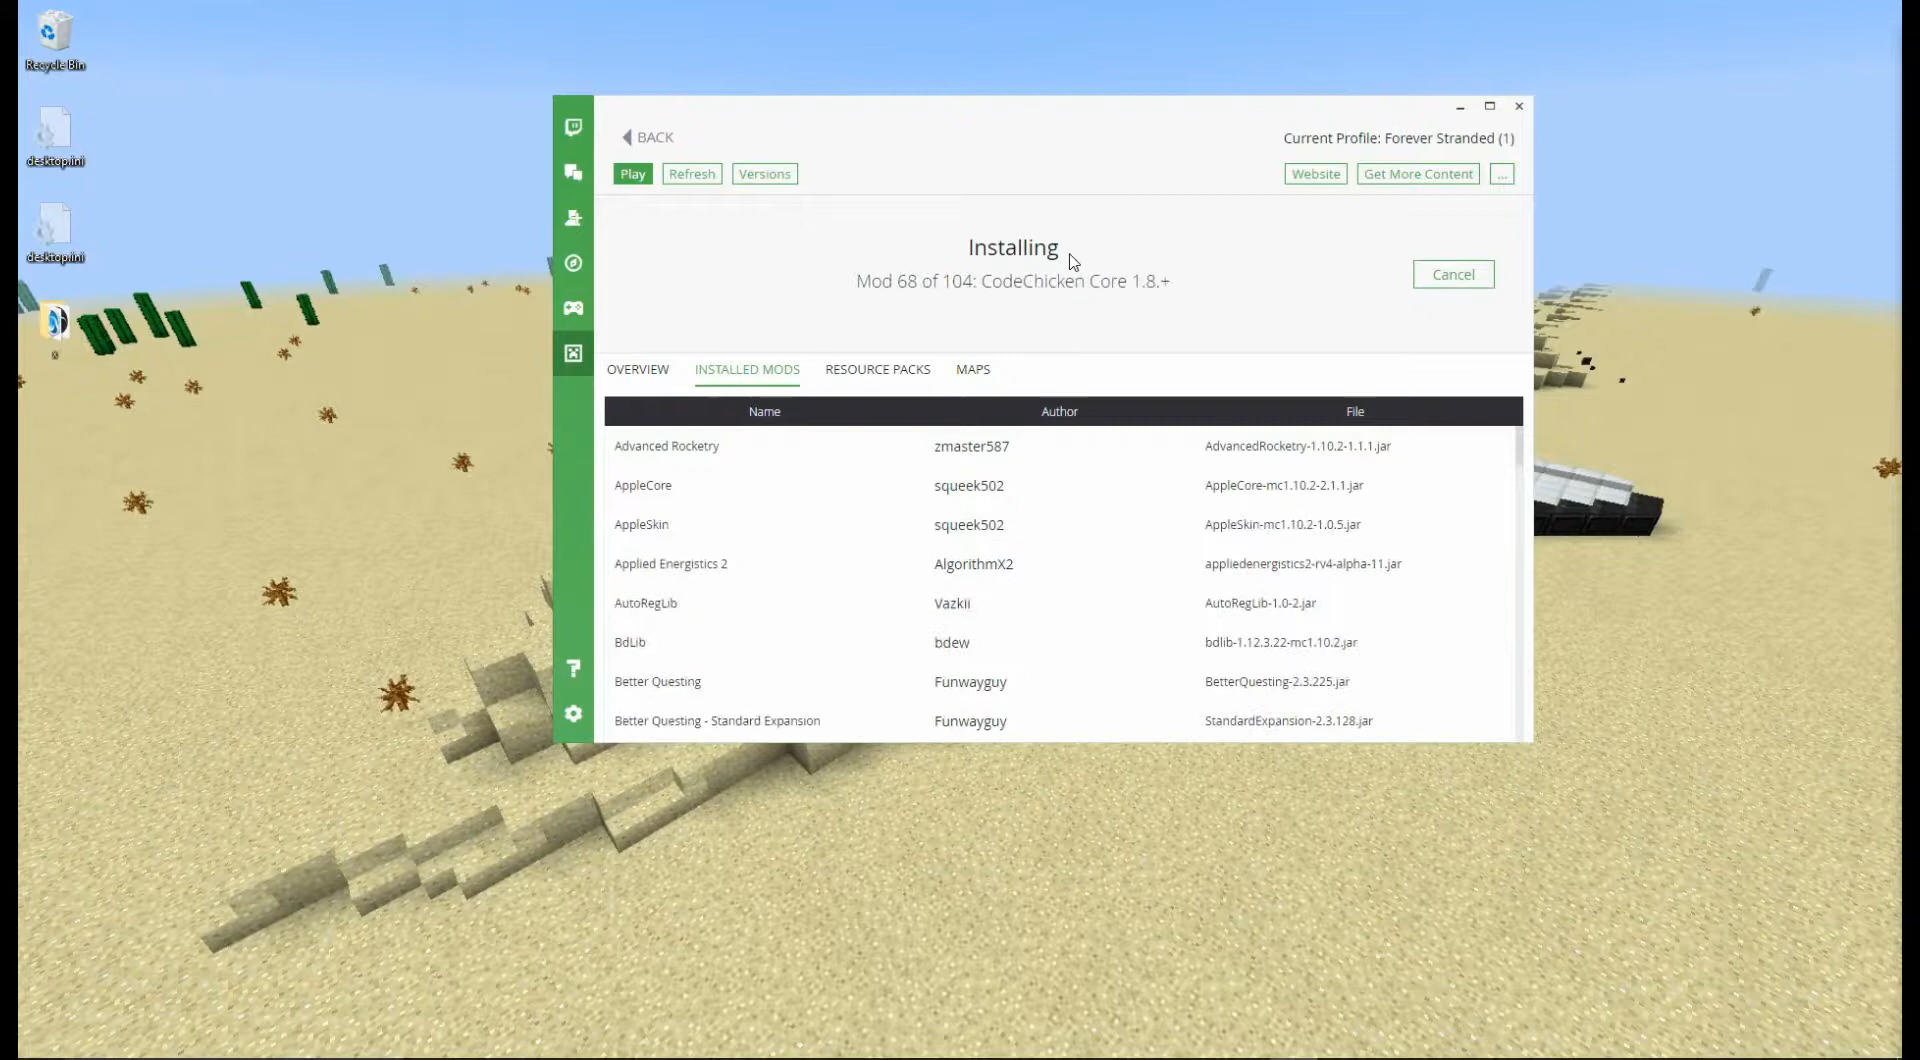 Recycle Bin
desktop.ini
desktop.ini
BACK
Current Profile: Forever Stranded (1)
Play Refresh Versions Website Get More Content ...
Installing
Mod 68 of 104: CodeChicken Core 1.8.+
Cancel
OVERVIEW INSTALLED MODS RESOURCE PACKS MAPS
Name Author File
Advanced Rocketry zmaster587 AdvancedRocketry-1.10.2-1.1.1.jar
AppleCore squeek502 AppleCore-mc1.10.2-2.1.1.jar
AppleSkin squeek502 AppleSkin-mc1.10.2-1.0.5.jar
Applied Energistics 2 AlgorithmX2 appliedenergistics2-rv4-alpha-11.jar
AutoRegLib Vazkii AutoRegLib-1.0-2.jar
BdLib bdew bdlib-1.12.3.22-mc1.10.2.jar
Better Questing Funwayguy BetterQuesting-2.3.225.jar
Better Questing - Standard Expansion Funwayguy StandardExpansion-2.3.128.jar